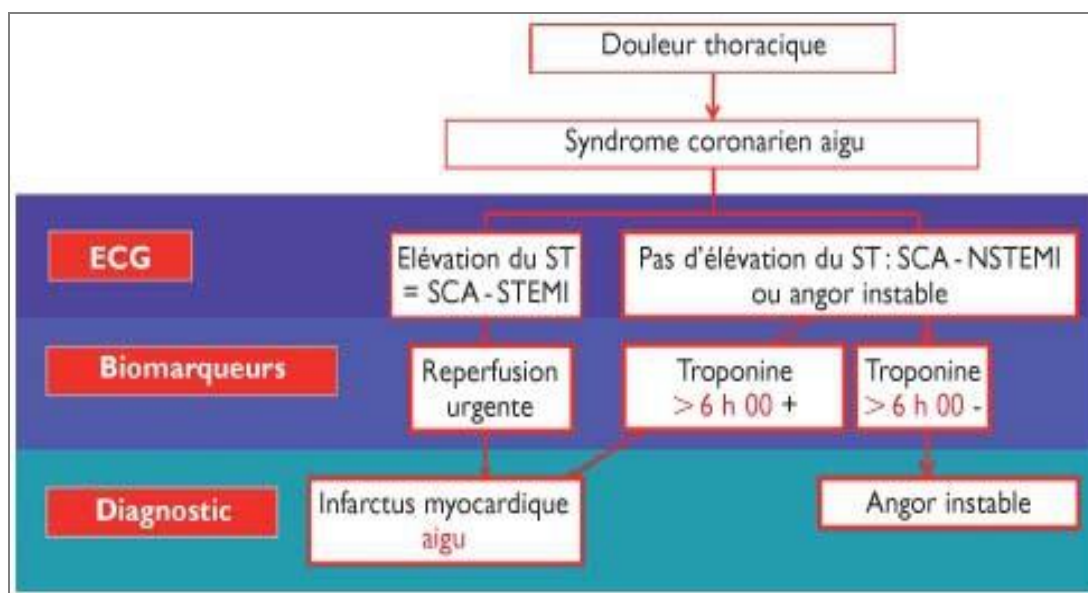 Douleur thoracique
Syndrome coronarien aigu
ECG
Elévation du ST
= SCA - STEMI
Pas d'élévation du ST : SCA - NSTEMI
ou angor instable
Biomarqueurs
Reperfusion
urgente
Troponine
> 6 h 00 +
Troponine
> 6 h 00 -
Diagnostic
Infarctus myocardique
aigu
Angor instable